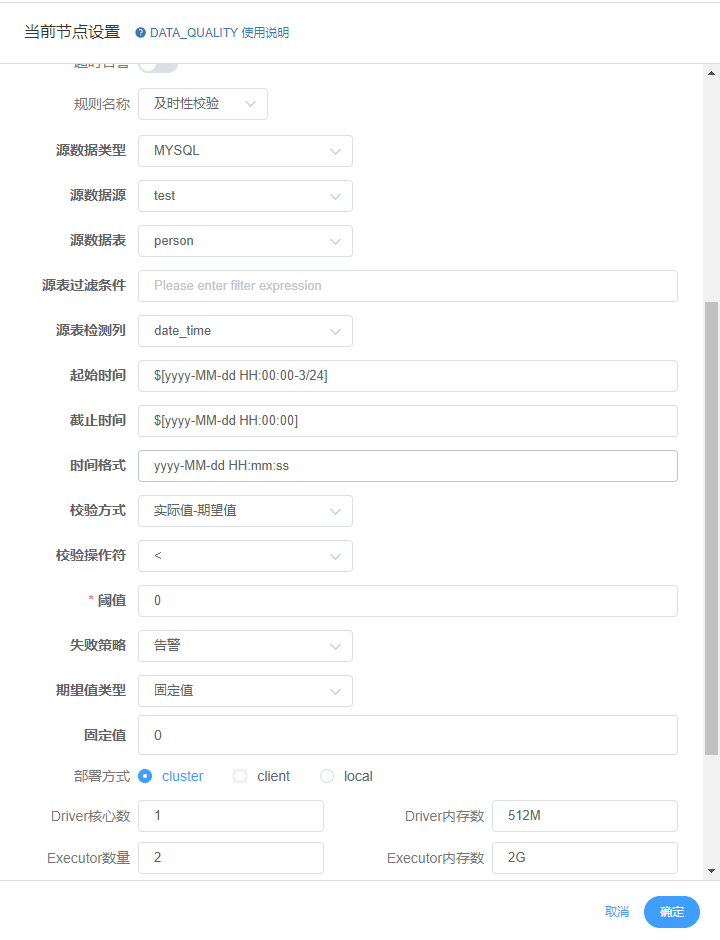 当前节点设置 DATA_QUALITY 使用说明
规则名称 及时性校验
源数据类型 MYSQL
源数据源 test
源数据表 person
源表过滤条件 Please enter filter expression
源表检测列 date_time
起始时间 $[yyyy-MM-dd HH:00:00-3/24]
截止时间 $[yyyy-MM-dd HH:00:00]
时间格式 yyyy-MM-dd HH:mm:ss
校验方式 实际值-期望值
校验操作符 <
* 阈值 0
失败策略 告警
期望值类型 固定值
固定值 0
部署方式 cluster client local
Driver核心数 1 Driver内存数 512M
Executor数量 2 Executor内存数 2G
取消 确定